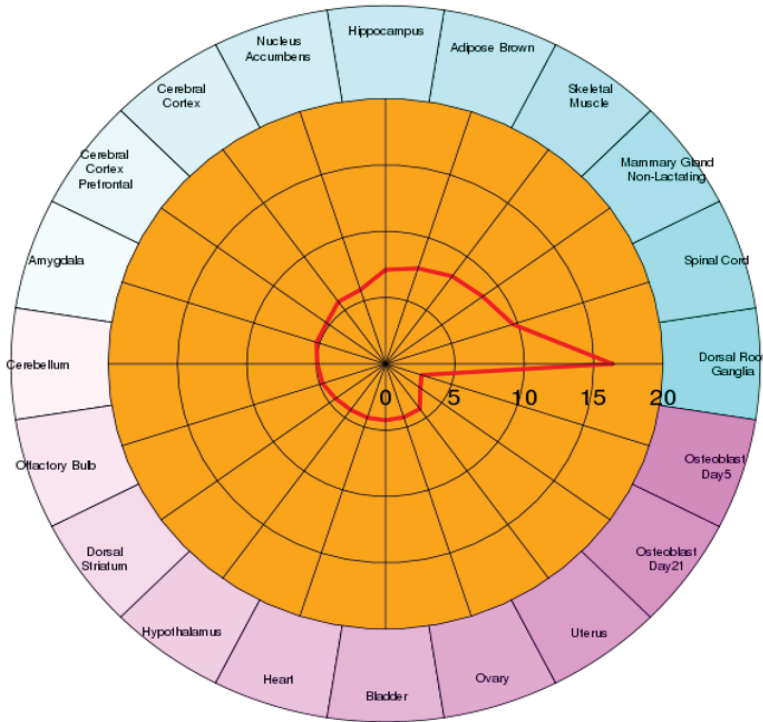 Hippocampus
Adipose Brown
Skeletal
Muscle
Mammary Gland
Non-Lactating
Spinal Cord
Dorsal Root
Ganglia
Osteoblast
Day5
Osteoblast
Day21
Uterus
Ovary
Bladder
Heart
Hypothalamus
Dorsal
Striatum
Olfactory Bulb
Cerebellum
Amygdala
Cerebral
Cortex
Prefrontal
Cerebral
Cortex
Nucleus
Accumbens
0 5 10 15 20